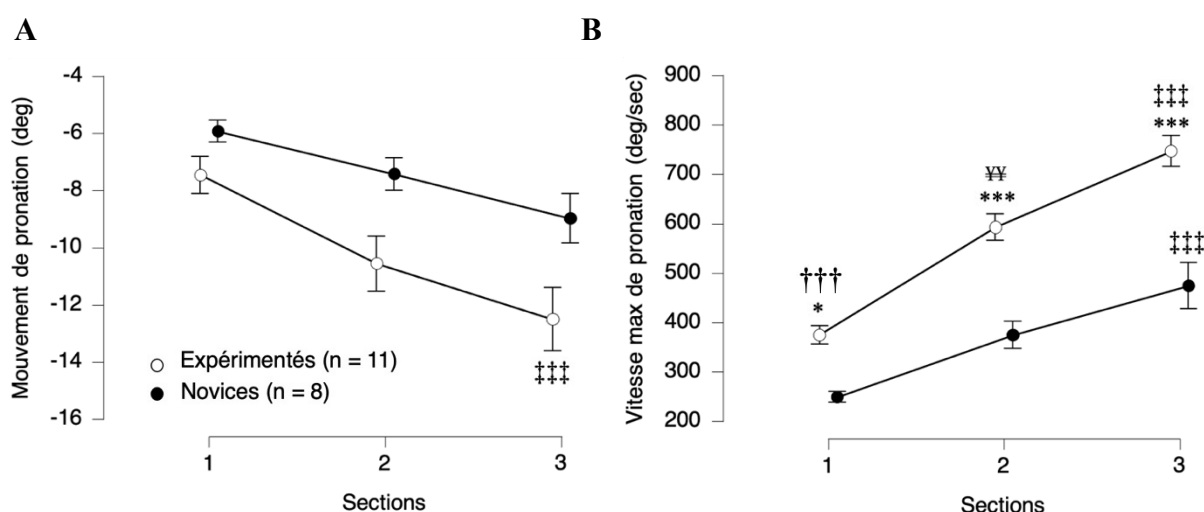 A
Mouvement de pronation (deg)
-4
-6
-8
-10
-12
-14
-16
Expérimentés (n = 11)
Novices (n = 8)
‡‡‡
1 2 3
Sections
B
Vitesse max de pronation (deg/sec)
900
800
700
600
500
400
300
200
†††
*
¥¥
***
‡‡‡
***
‡‡‡
1 2 3
Sections